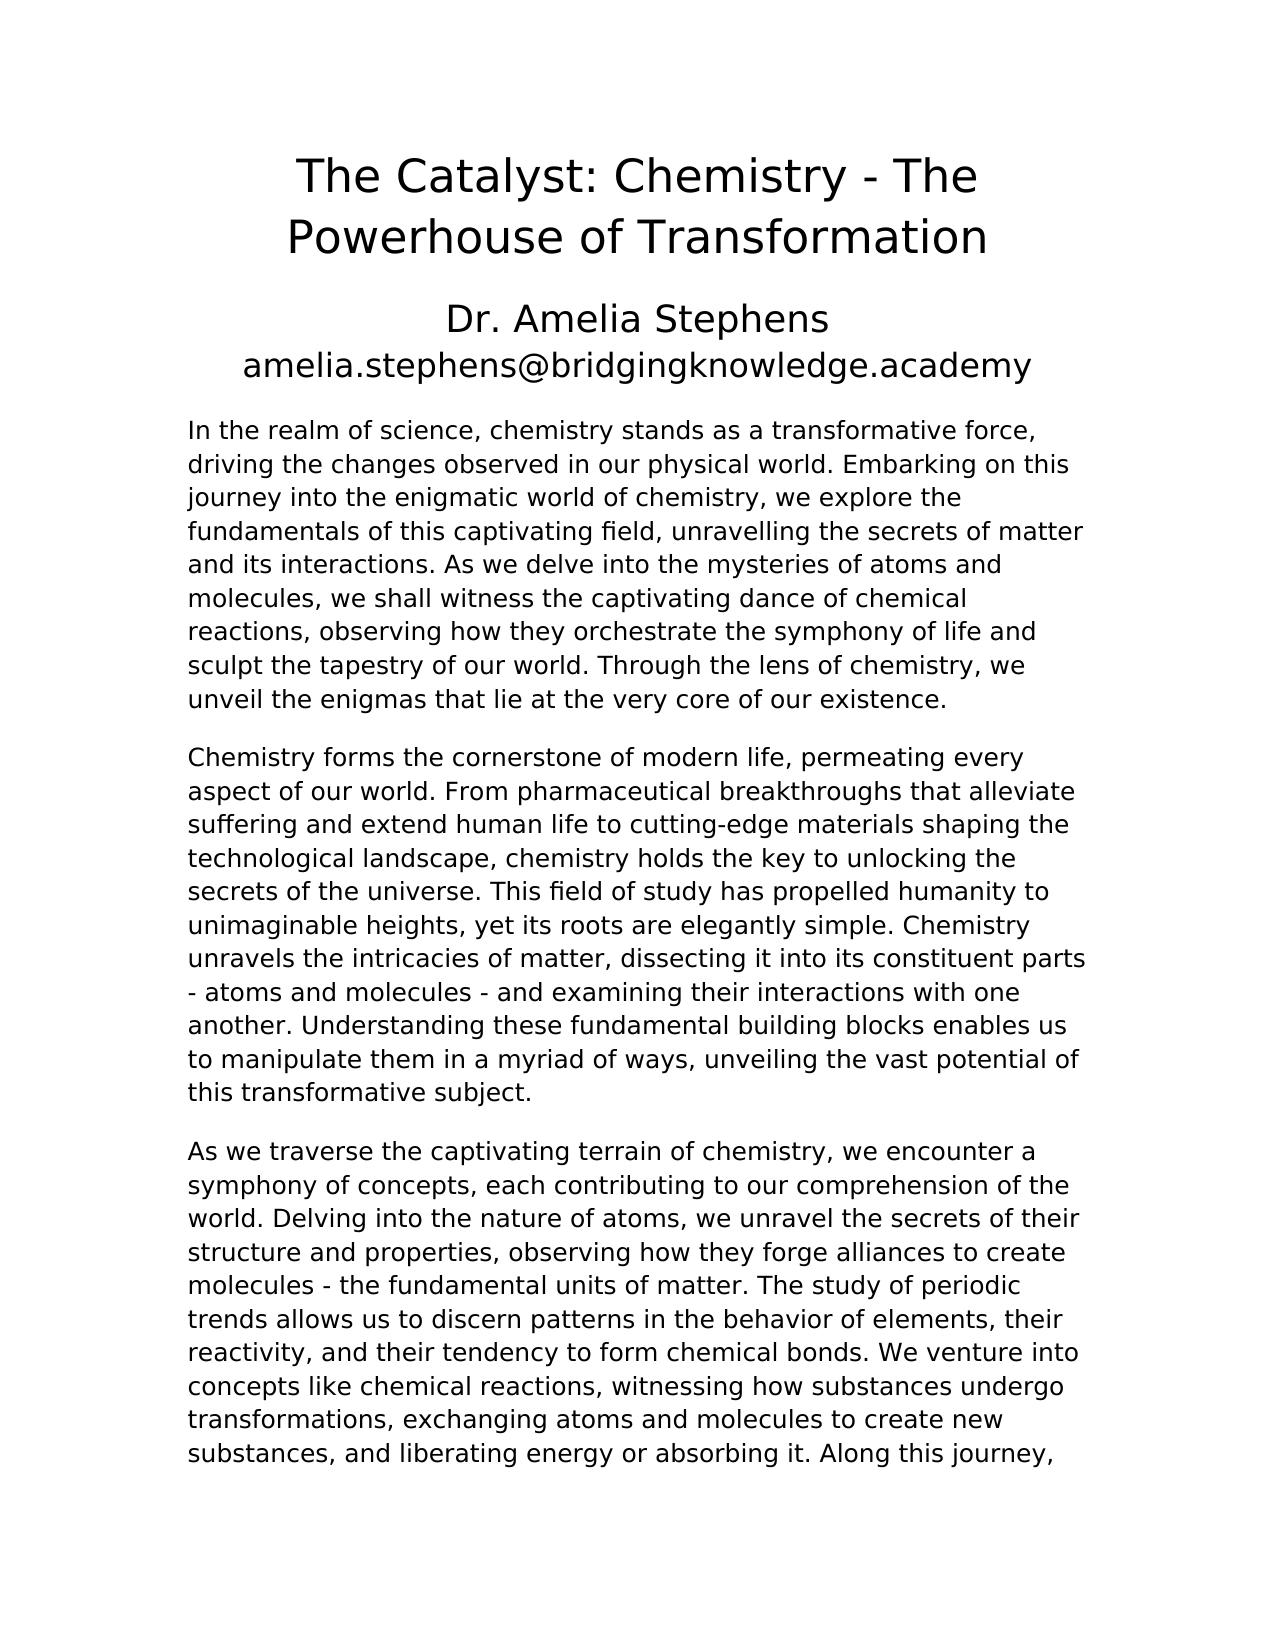 The Catalyst: Chemistry - The
Powerhouse of Transformation
Dr. Amelia Stephens
amelia.stephens@bridgingknowledge.academy
In the realm of science, chemistry stands as a transformative force,
driving the changes observed in our physical world. Embarking on this
journey into the enigmatic world of chemistry, we explore the
fundamentals of this captivating field, unravelling the secrets of matter
and its interactions. As we delve into the mysteries of atoms and
molecules, we shall witness the captivating dance of chemical
reactions, observing how they orchestrate the symphony of life and
sculpt the tapestry of our world. Through the lens of chemistry, we
unveil the enigmas that lie at the very core of our existence.
Chemistry forms the cornerstone of modern life, permeating every
aspect of our world. From pharmaceutical breakthroughs that alleviate
suffering and extend human life to cutting-edge materials shaping the
technological landscape, chemistry holds the key to unlocking the
secrets of the universe. This field of study has propelled humanity to
unimaginable heights, yet its roots are elegantly simple. Chemistry
unravels the intricacies of matter, dissecting it into its constituent parts
- atoms and molecules - and examining their interactions with one
another. Understanding these fundamental building blocks enables us
to manipulate them in a myriad of ways, unveiling the vast potential of
this transformative subject.
As we traverse the captivating terrain of chemistry, we encounter a
symphony of concepts, each contributing to our comprehension of the
world. Delving into the nature of atoms, we unravel the secrets of their
structure and properties, observing how they forge alliances to create
molecules - the fundamental units of matter. The study of periodic
trends allows us to discern patterns in the behavior of elements, their
reactivity, and their tendency to form chemical bonds. We venture into
concepts like chemical reactions, witnessing how substances undergo
transformations, exchanging atoms and molecules to create new
substances, and liberating energy or absorbing it. Along this journey,